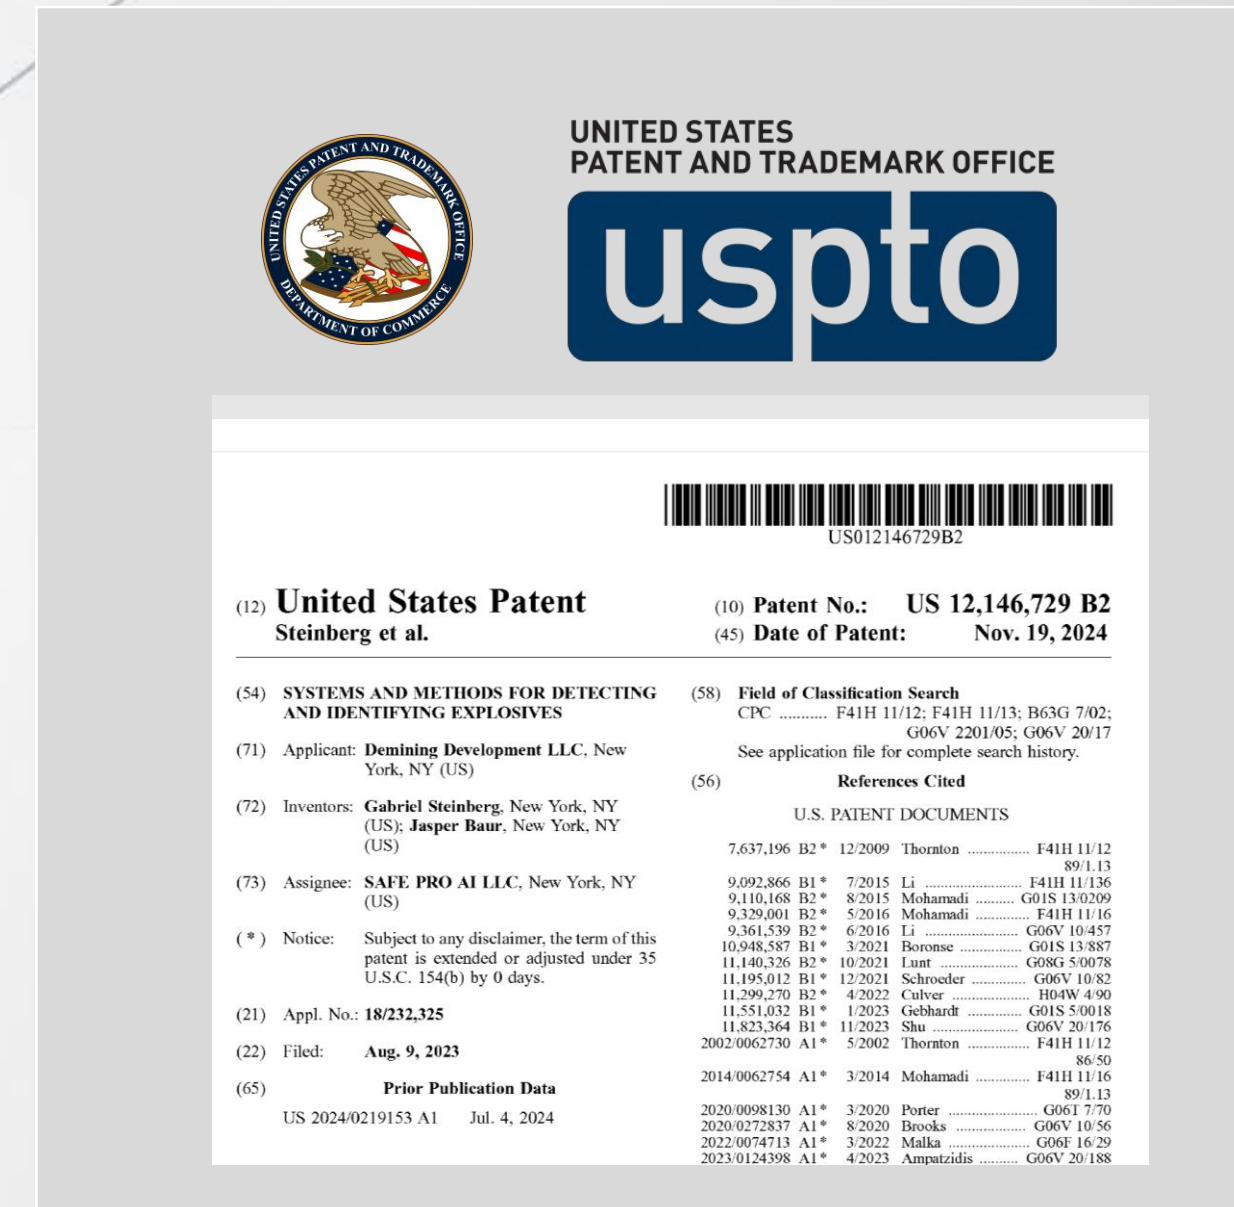 UNITED STATES PATENT AND TRADEMARK OFFICE
DEPARTMENT OF COMMERCE
UNITED STATES
PATENT AND TRADEMARK OFFICE
uspto
US012146729B2
(12) United States Patent
Steinberg et al.
(10) Patent No.: US 12,146,729 B2
(45) Date of Patent: Nov. 19, 2024
(54) SYSTEMS AND METHODS FOR DETECTING
AND IDENTIFYING EXPLOSIVES
(71) Applicant: Demining Development LLC, New
York, NY (US)
(72) Inventors: Gabriel Steinberg, New York, NY
(US); Jasper Baur, New York, NY
(US)
(73) Assignee: SAFE PRO AI LLC, New York, NY
(US)
( * ) Notice: Subject to any disclaimer, the term of this
patent is extended or adjusted under 35
U.S.C. 154(b) by 0 days.
(21) Appl. No.: 18/232,325
(22) Filed: Aug. 9, 2023
(65) Prior Publication Data
US 2024/0219153 A1 Jul. 4, 2024
(58) Field of Classification Search
CPC ........... F41H 11/12; F41H 11/13; B63G 7/02;
G06V 2201/05; G06V 20/17
See application file for complete search history.
(56) References Cited
U.S. PATENT DOCUMENTS
7,637,196 B2 * 12/2009 Thornton ................ F41H 11/12
89/1.13
9,092,866 B1 * 7/2015 Li ......................... F41H 11/136
9,110,168 B2 * 8/2015 Mohamadi .......... G01S 13/0209
9,329,001 B2 * 5/2016 Mohamadi .............. F41H 11/16
9,361,539 B2 * 6/2016 Li ........................ G06V 10/457
10,948,587 B1 * 3/2021 Boronse ................ G01S 13/887
11,140,326 B2 * 10/2021 Lunt .................... G08G 5/0078
11,195,012 B1 * 12/2021 Schroeder ............. G06V 10/82
11,299,270 B2 * 4/2022 Culver ................... H04W 4/90
11,551,032 B1 * 1/2023 Gebhardt .............. G01S 5/0018
11,823,364 B1 * 11/2023 Shu ..................... G06V 20/176
2002/0062730 A1 * 5/2002 Thornton ................ F41H 11/12
86/50
2014/0062754 A1 * 3/2014 Mohamadi .............. F41H 11/16
89/1.13
2020/0098130 A1 * 3/2020 Porter ....................... G06T 7/70
2020/0272837 A1 * 8/2020 Brooks .................... G06V 10/56
2022/0074713 A1 * 3/2022 Malka ..................... G06F 16/29
2023/0124398 A1 * 4/2023 Ampatzidis .......... G06V 20/188